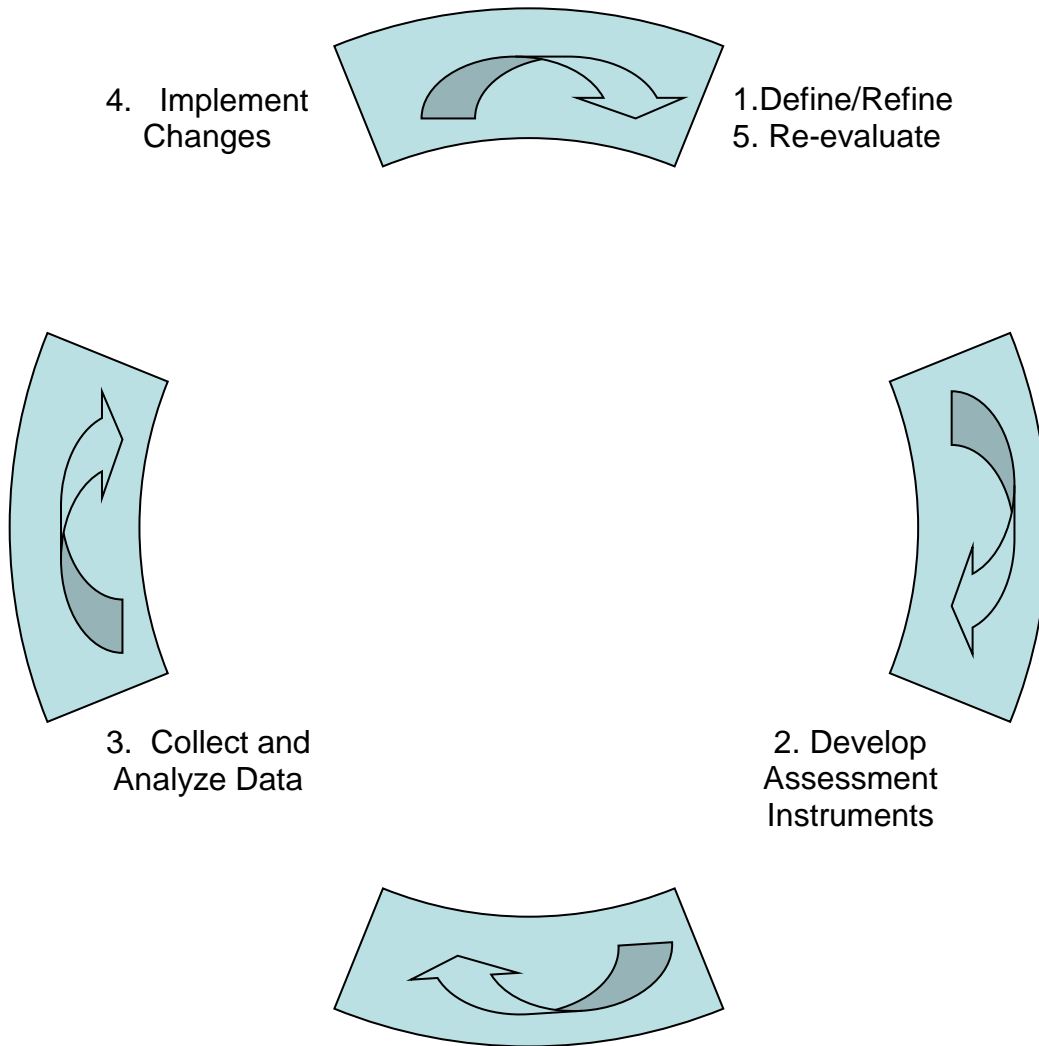 4. Implement
Changes
1.Define/Refine
5. Re-evaluate
3. Collect and
Analyze Data
2. Develop
Assessment
Instruments